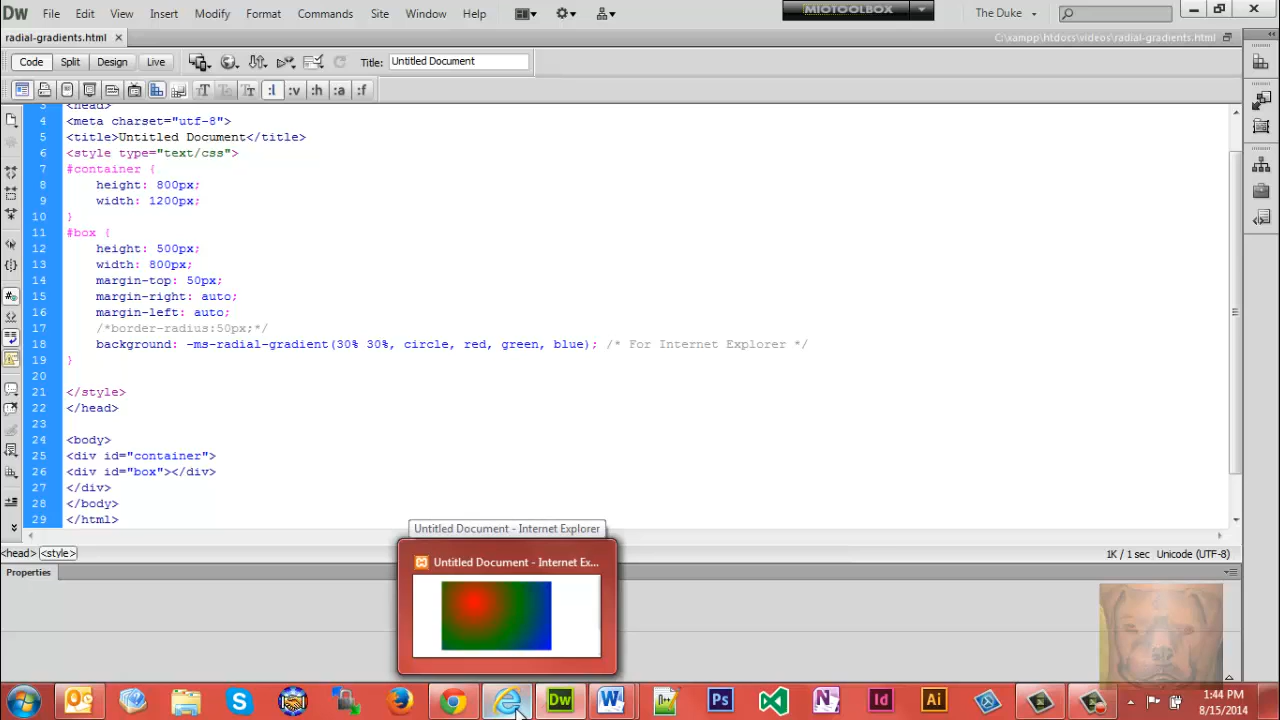 Dw File Edit View Insert Modify Format Commands Site Window Help MIOTOOLBOX The Duke
radial-gradients.html C:\xampp\htdocs\videos\radial-gradients.html
Code Split Design Live Title: Untitled Document
:l :v :h :a :f
3 <head>
4 <meta charset="utf-8">
5 <title>Untitled Document</title>
6 <style type="text/css">
7 #container {
8 height: 800px;
9 width: 1200px;
10 }
11 #box {
12 height: 500px;
13 width: 800px;
14 margin-top: 50px;
15 margin-right: auto;
16 margin-left: auto;
17 /*border-radius:50px;*/
18 background: -ms-radial-gradient(30% 30%, circle, red, green, blue); /* For Internet Explorer */
19 }
20
21 </style>
22 </head>
23
24 <body>
25 <div id="container">
26 <div id="box"></div>
27 </div>
28 </body>
29 </html>
Untitled Document - Internet Explorer
<head> <style> 1K / 1 sec Unicode (UTF-8)
Untitled Document - Internet Ex...
Properties
Dw Ps Id Ai
1:44 PM
8/15/2014